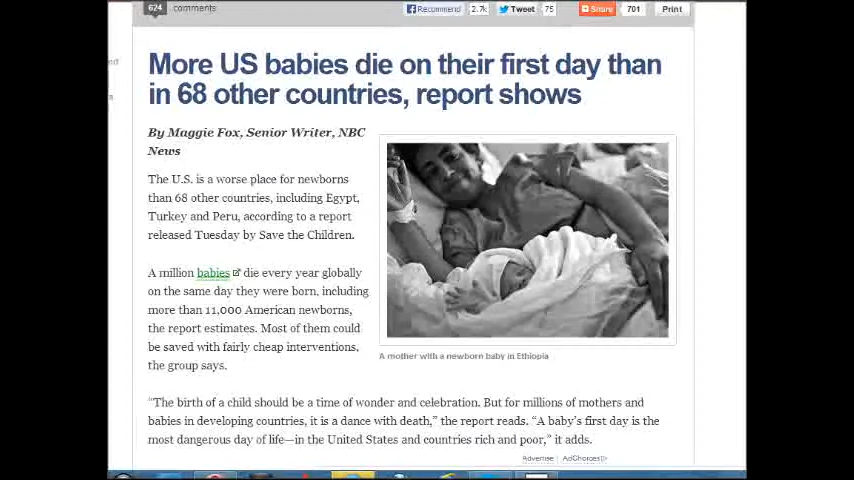 624 comments
Recommend 2.7k Tweet 75 Share 701 Print
More US babies die on their first day than
in 68 other countries, report shows
By Maggie Fox, Senior Writer, NBC
News
The U.S. is a worse place for newborns
than 68 other countries, including Egypt,
Turkey and Peru, according to a report
released Tuesday by Save the Children.
A million babies die every year globally
on the same day they were born, including
more than 11,000 American newborns,
the report estimates. Most of them could
be saved with fairly cheap interventions,
the group says.
A mother with a newborn baby in Ethiopia
“The birth of a child should be a time of wonder and celebration. But for millions of mothers and
babies in developing countries, it is a dance with death,” the report reads. “A baby’s first day is the
most dangerous day of life—in the United States and countries rich and poor,” it adds.
Advertise | AdChoices